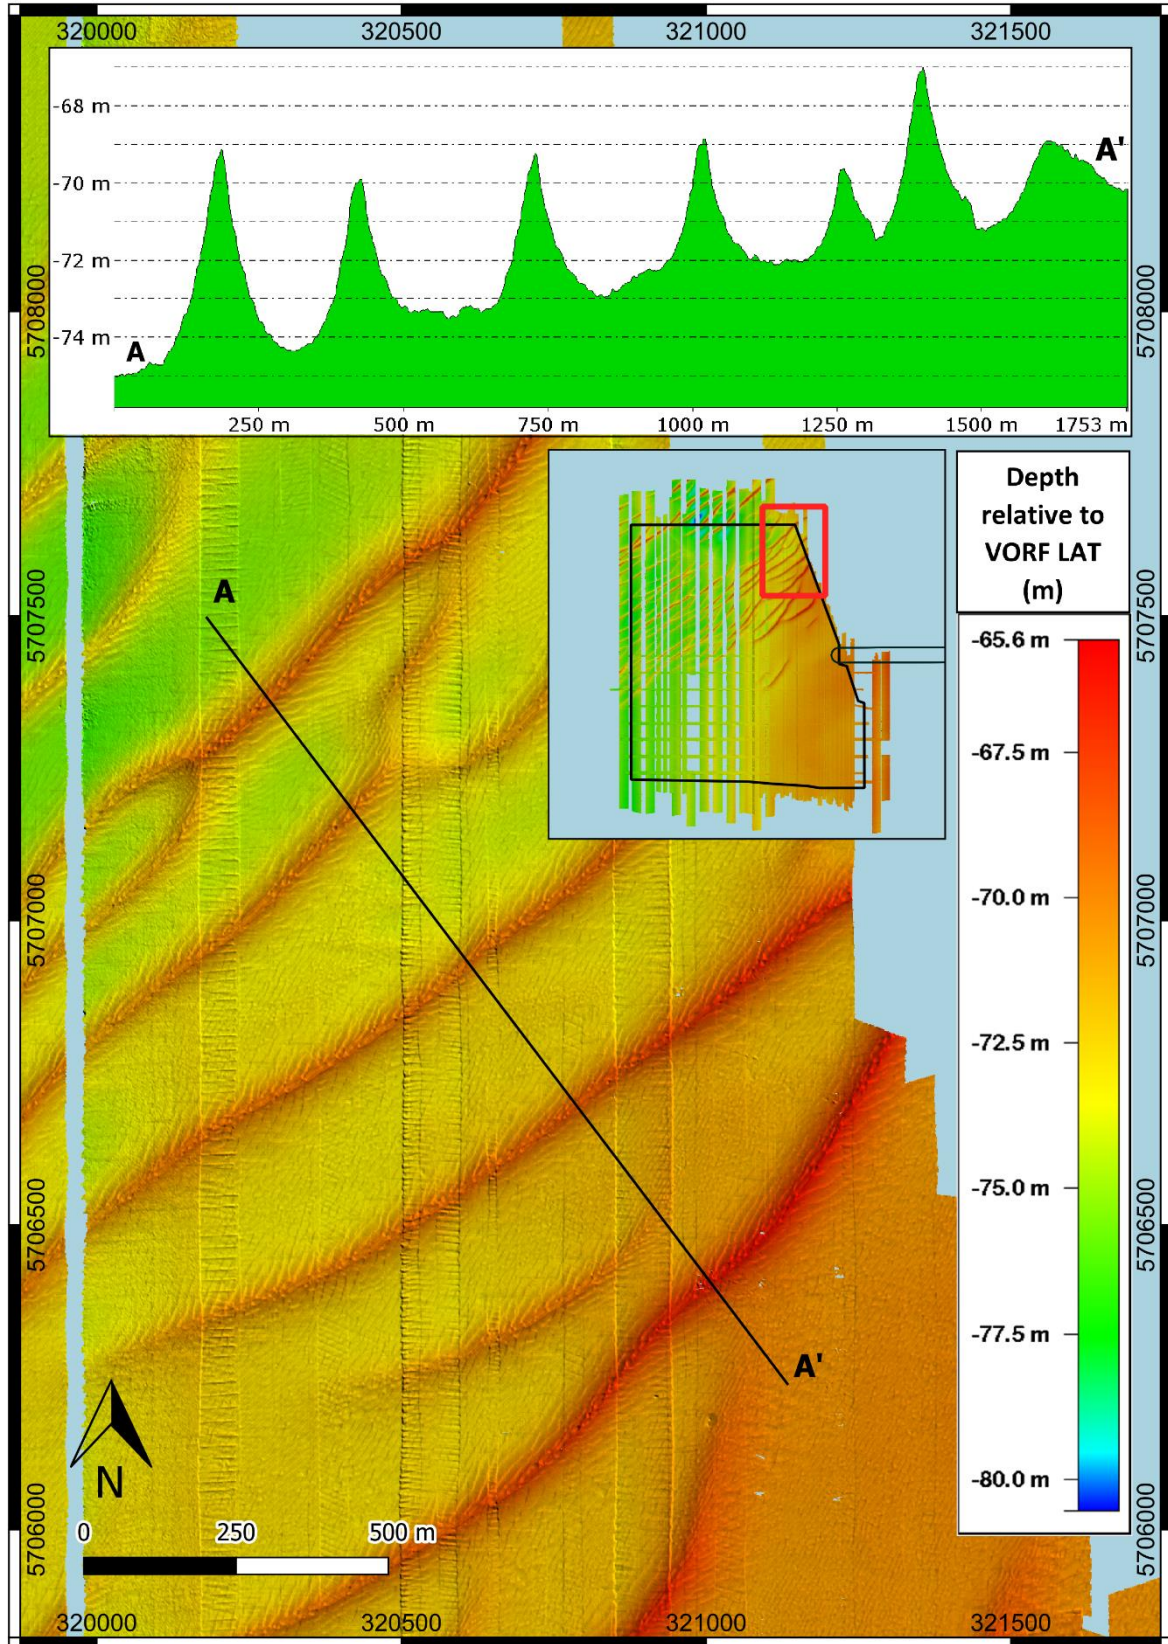 320000 320500 321000 321500
-68 m
-70 m
-72 m
-74 m
A
A'
250 m 500 m 750 m 1000 m 1250 m 1500 m 1753 m
5708000
5708000
Depth
relative to
VORF LAT
(m)
-65.6 m
-67.5 m
-70.0 m
-72.5 m
-75.0 m
-77.5 m
-80.0 m
5707500
5707500
A
5707000
5707000
5706500
5706500
A'
N
0 250 500 m
5706000
5706000
320000 320500 321000 321500